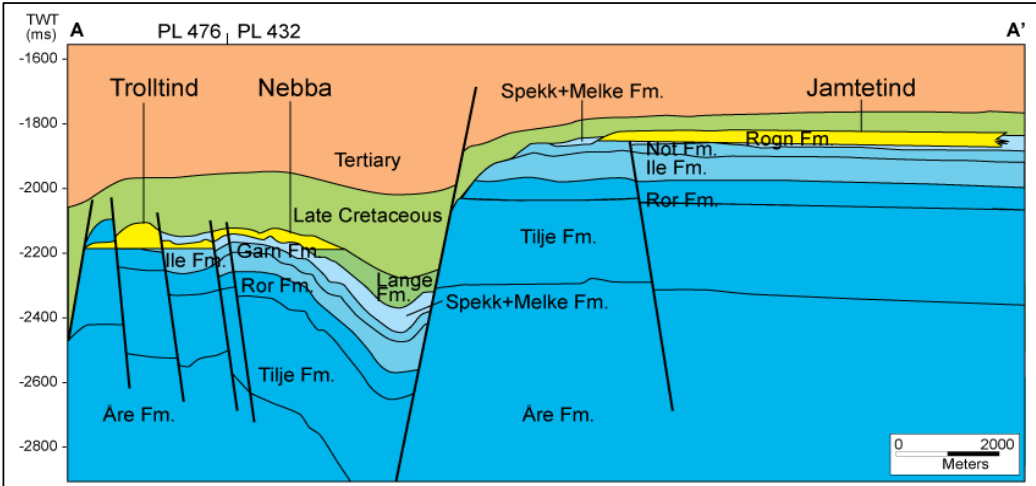 TWT
(ms)
A
PL 476
PL 432
A'
-1600
-1800
-2000
-2200
-2400
-2600
-2800
Trolltind
Nebba
Spekk+Melke Fm.
Jamtetind
Rogn Fm.
Not Fm.
Ile Fm.
Ror Fm.
Tertiary
Late Cretaceous
Tilje Fm.
Garn Fm.
Ile Fm.
Lange
Fm.
Ror Fm.
Spekk+Melke Fm.
Tilje Fm.
Åre Fm.
Åre Fm.
0
2000
Meters